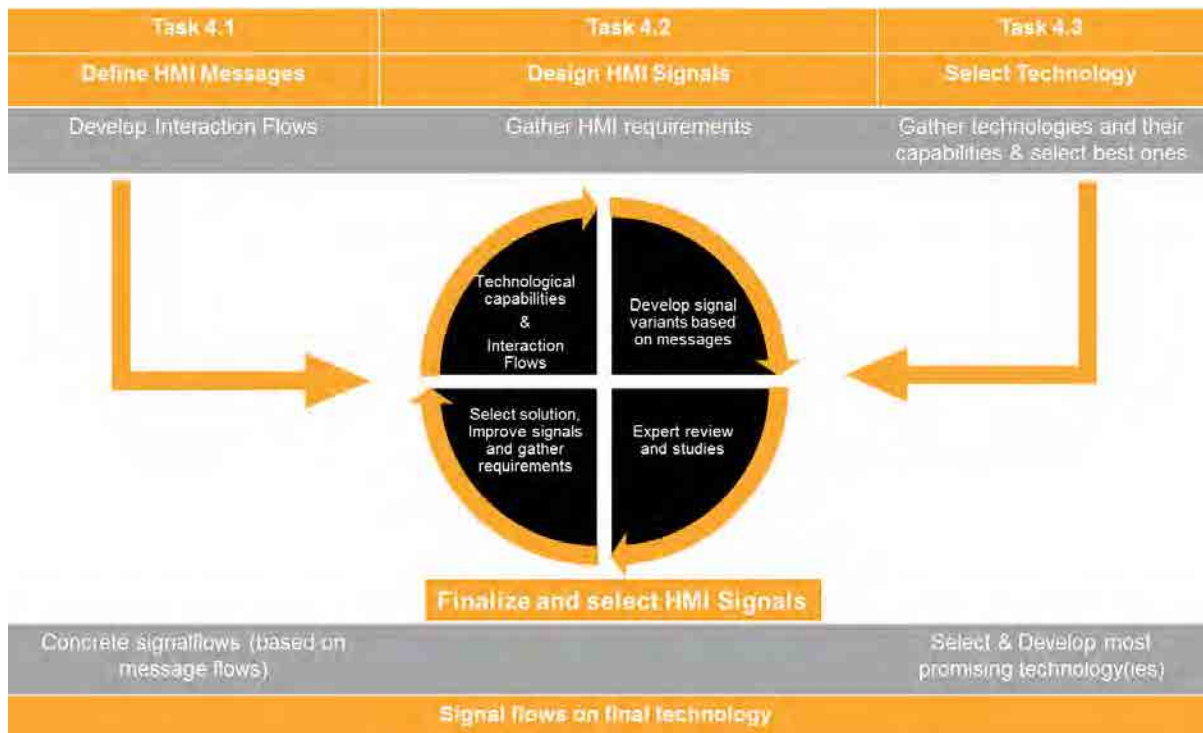 Task 4.1
Task 4.2
Task 4.3
Define HMI Messages
Design HMI Signals
Select Technology
Develop Interaction Flows
Gather HMI requirements
Gather technologies and their
capabilities & select best ones
Technological
capabilities
&
Interaction
Flows
Develop signal
variants based
on messages
Select solution,
Improve signals
and gather
requirements
Expert review
and studies
Finalize and select HMI Signals
Concrete signalflows (based on
message flows)
Select & Develop most
promising technology(ies)
Signal flows on final technology